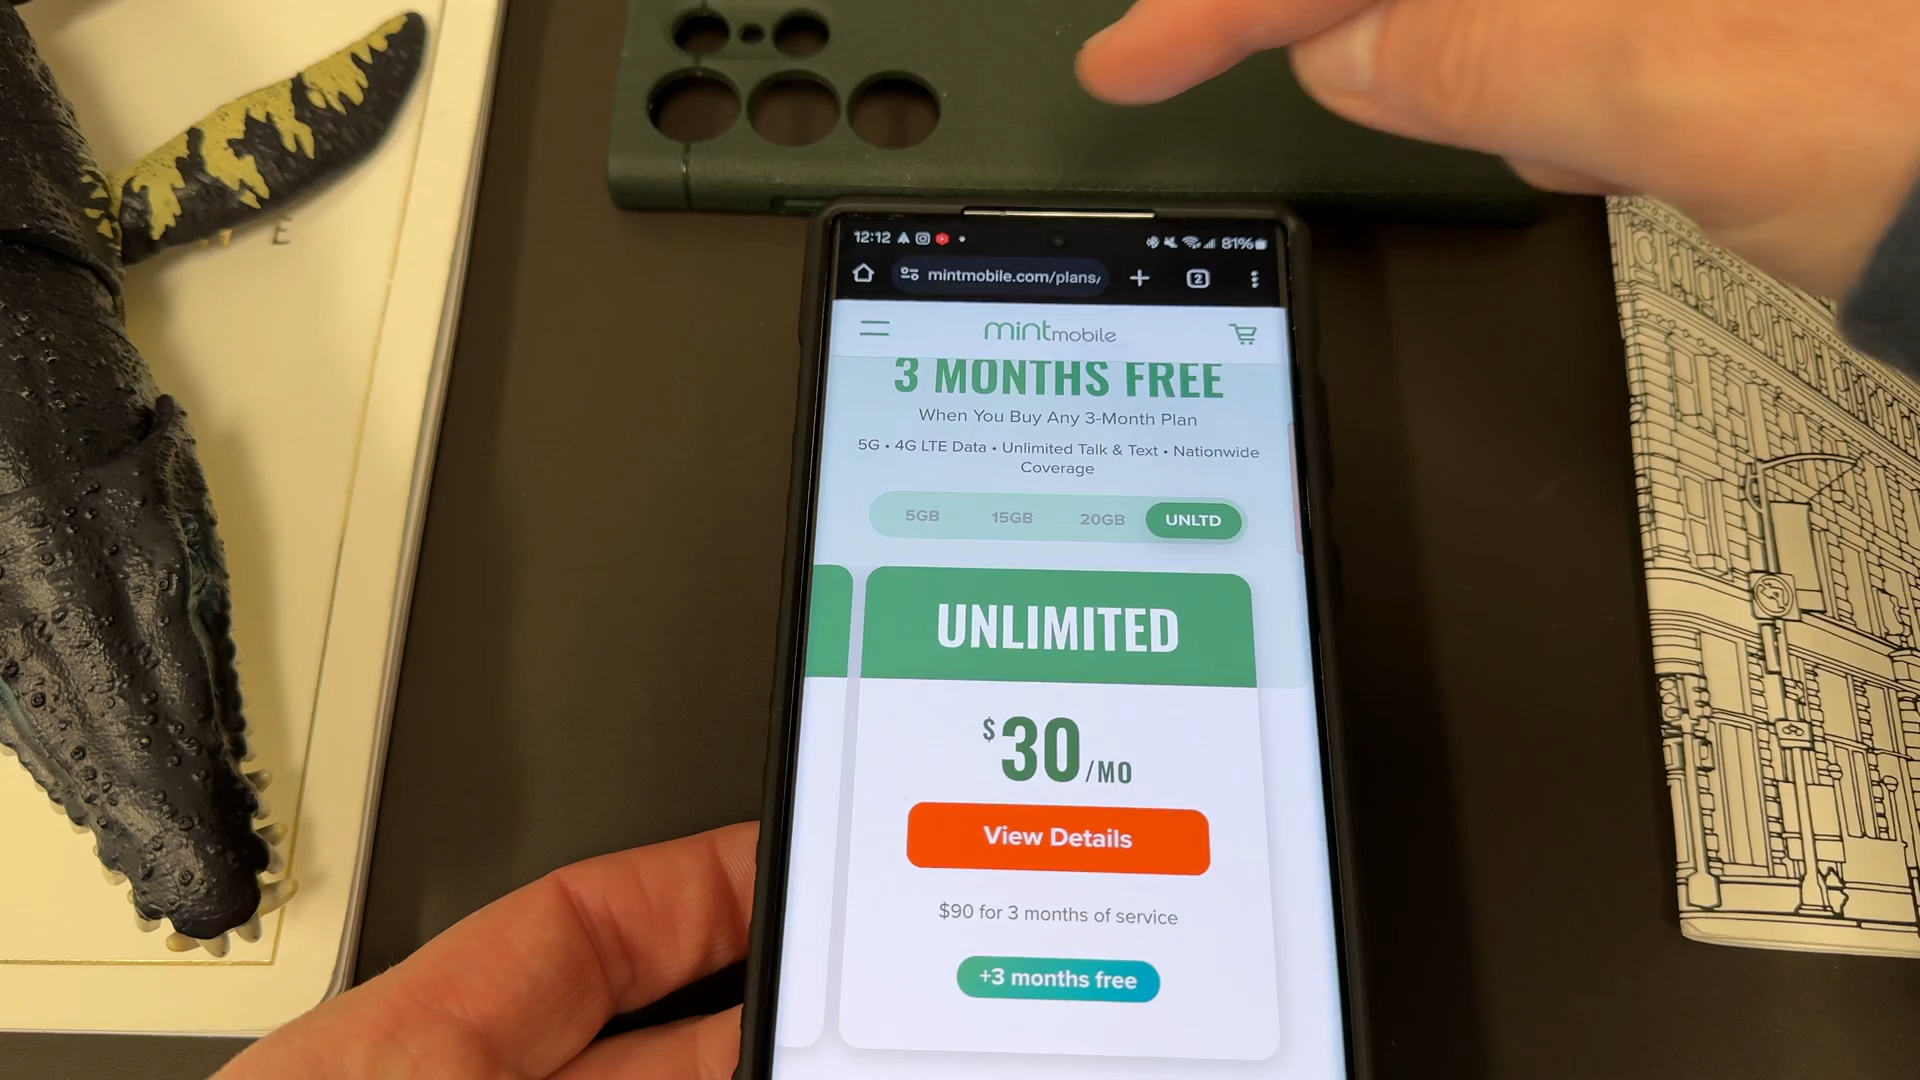 E
12:12
81%
mintmobile.com/plans/
2
mintmobile
3 MONTHS FREE
When You Buy Any 3-Month Plan
5G • 4G LTE Data • Unlimited Talk & Text • Nationwide
Coverage
5GB
15GB
20GB
UNLTD
UNLIMITED
$30/MO
View Details
$90 for 3 months of service
+3 months free